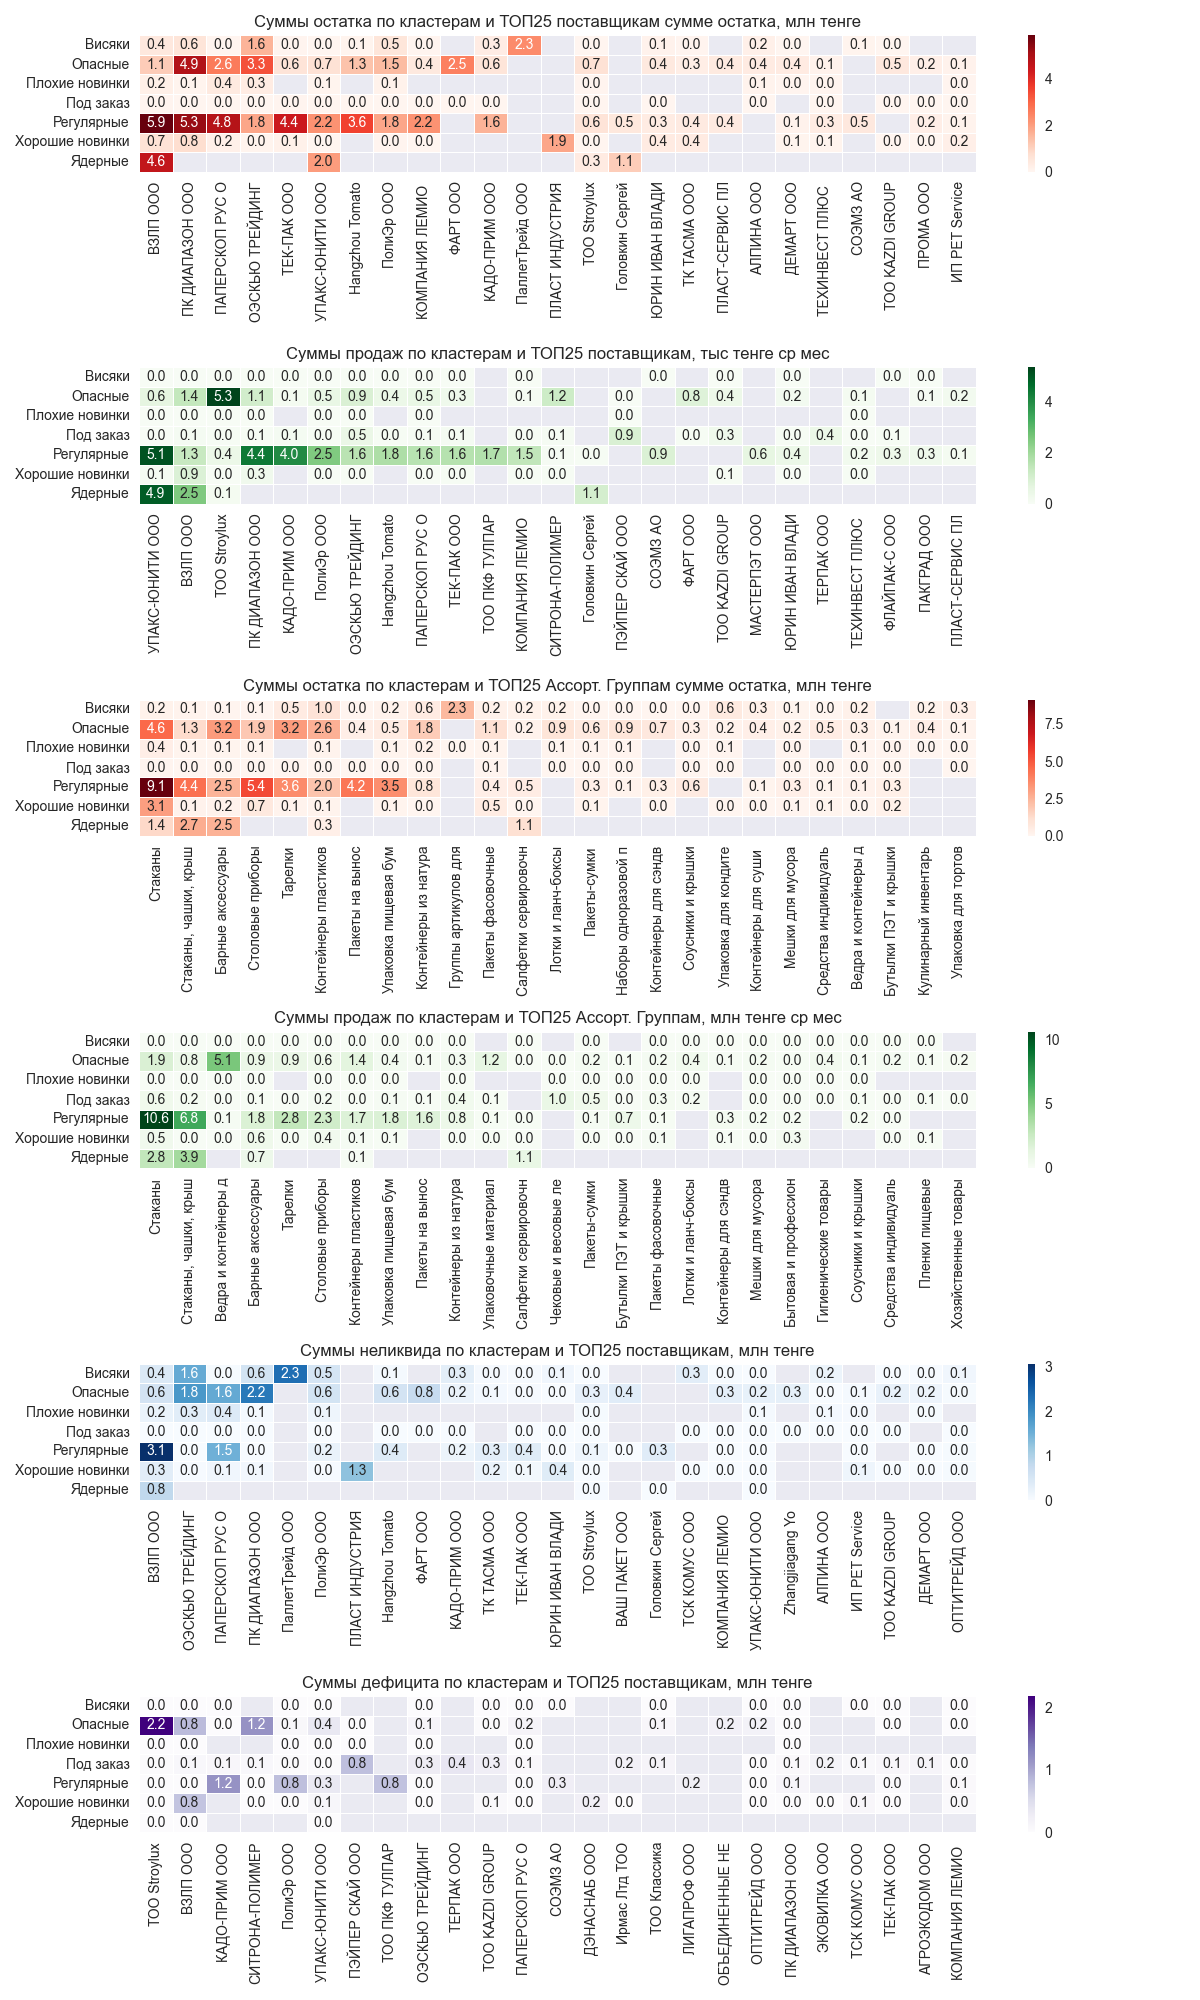 Суммы остатка по кластерам и ТОП25 поставщикам сумме остатка, млн тенге
Висяки 0.4 0.6 0.0 1.6 0.0 0.0 0.1 0.5 0.0 0.3 2.3 0.0 0.1 0.0 0.2 0.0 0.1 0.0
Опасные 1.1 4.9 2.6 3.3 0.6 0.7 1.3 1.5 0.4 2.5 0.6 0.7 0.4 0.3 0.4 0.4 0.4 0.1 0.5 0.2 0.1
Плохие новинки 0.2 0.1 0.4 0.3 0.1 0.1 0.0 0.1 0.0 0.0 0.0
Под заказ 0.0 0.0 0.0 0.0 0.0 0.0 0.0 0.0 0.0 0.0 0.0 0.0 0.0 0.0 0.0 0.0 0.0 0.0
Регулярные 5.9 5.3 4.8 1.8 4.4 2.2 3.6 1.8 2.2 1.6 0.6 0.5 0.3 0.4 0.4 0.1 0.3 0.5 0.2 0.1
Хорошие новинки 0.7 0.8 0.2 0.0 0.1 0.0 0.0 0.0 1.9 0.0 0.4 0.4 0.1 0.1 0.0 0.0 0.2
Ядерные 4.6 2.0 0.3 1.1
4
2
0
ВЗЛП ООО
ПК ДИАПАЗОН ООО
ПАПЕРСКОП РУС О
ОЭСКЬЮ ТРЕЙДИНГ
ТЕК-ПАК ООО
УПАКС-ЮНИТИ ООО
Hangzhou Tomato
ПолиЭр ООО
КОМПАНИЯ ЛЕМИО
ФАРТ ООО
КАДО-ПРИМ ООО
ПаллетТрейд ООО
ПЛАСТ ИНДУСТРИЯ
ТОО Stroylux
Головкин Сергей
ЮРИН ИВАН ВЛАДИ
ТК ТАСМА ООО
ПЛАСТ-СЕРВИС ПЛ
АЛПИНА ООО
ДЕМАРТ ООО
ТЕХИНВЕСТ ПЛЮС
СОЭМЗ АО
ТОО KAZDI GROUP
ПРОМА ООО
ИП PET Service
Суммы продаж по кластерам и ТОП25 поставщикам, тыс тенге ср мес
Висяки 0.0 0.0 0.0 0.0 0.0 0.0 0.0 0.0 0.0 0.0 0.0 0.0 0.0 0.0 0.0 0.0
Опасные 0.6 1.4 5.3 1.1 0.1 0.5 0.9 0.4 0.5 0.3 0.1 1.2 0.0 0.8 0.4 0.2 0.1 0.1 0.2
Плохие новинки 0.0 0.0 0.0 0.0 0.0 0.0 0.0 0.0 0.0
Под заказ 0.0 0.1 0.0 0.1 0.1 0.0 0.5 0.0 0.1 0.1 0.0 0.1 0.9 0.0 0.3 0.0 0.4 0.0 0.1
Регулярные 5.1 1.3 0.4 4.4 4.0 2.5 1.6 1.8 1.6 1.6 1.7 1.5 0.1 0.0 0.9 0.6 0.4 0.2 0.3 0.3 0.1
Хорошие новинки 0.1 0.9 0.0 0.3 0.0 0.0 0.0 0.0 0.0 0.0 0.0 0.1 0.0 0.0
Ядерные 4.9 2.5 0.1 1.1
4
2
0
УПАКС-ЮНИТИ ООО
ВЗЛП ООО
ТОО Stroylux
ПК ДИАПАЗОН ООО
КАДО-ПРИМ ООО
ПолиЭр ООО
ОЭСКЬЮ ТРЕЙДИНГ
Hangzhou Tomato
ПАПЕРСКОП РУС О
ТЕК-ПАК ООО
ТОО ПКФ ТУЛПАР
КОМПАНИЯ ЛЕМИО
СИТРОНА-ПОЛИМЕР
Головкин Сергей
ПЭЙПЕР СКАЙ ООО
СОЭМЗ АО
ФАРТ ООО
ТОО KAZDI GROUP
МАСТЕРПЭТ ООО
ЮРИН ИВАН ВЛАДИ
ТЕРПАК ООО
ТЕХИНВЕСТ ПЛЮС
ФЛАЙПАК-С ООО
ПАКГРАД ООО
ПЛАСТ-СЕРВИС ПЛ
Суммы остатка по кластерам и ТОП25 Ассорт. Группам сумме остатка, млн тенге
Висяки 0.2 0.1 0.1 0.1 0.5 1.0 0.0 0.2 0.6 2.3 0.2 0.2 0.2 0.0 0.0 0.0 0.0 0.6 0.3 0.1 0.0 0.2 0.2 0.3
Опасные 4.6 1.3 3.2 1.9 3.2 2.6 0.4 0.5 1.8 1.1 0.2 0.9 0.6 0.9 0.7 0.3 0.2 0.4 0.2 0.5 0.3 0.1 0.4 0.1
Плохие новинки 0.4 0.1 0.1 0.1 0.1 0.1 0.2 0.0 0.1 0.1 0.1 0.1 0.0 0.1 0.0 0.1 0.0 0.0 0.0
Под заказ 0.0 0.0 0.0 0.0 0.0 0.0 0.0 0.0 0.0 0.1 0.0 0.0 0.0 0.0 0.0 0.0 0.0 0.0 0.0 0.0
Регулярные 9.1 4.4 2.5 5.4 3.6 2.0 4.2 3.5 0.8 0.4 0.5 0.3 0.1 0.3 0.6 0.1 0.3 0.1 0.1 0.3
Хорошие новинки 3.1 0.1 0.2 0.7 0.1 0.1 0.1 0.0 0.5 0.0 0.1 0.0 0.0 0.0 0.0 0.1 0.1 0.0 0.2
Ядерные 1.4 2.7 2.5 0.3 1.1
7.5
5.0
2.5
0.0
Стаканы
Стаканы, чашки, крыш
Барные аксессуары
Столовые приборы
Тарелки
Контейнеры пластиков
Пакеты на вынос
Упаковка пищевая бум
Контейнеры из натура
Группы артикулов для
Пакеты фасовочные
Салфетки сервировочн
Лотки и ланч-боксы
Пакеты-сумки
Наборы одноразовой п
Контейнеры для сэндв
Соусники и крышки
Упаковка для кондите
Контейнеры для суши
Мешки для мусора
Средства индивидуаль
Ведра и контейнеры д
Бутылки ПЭТ и крышки
Кулинарный инвентарь
Упаковка для тортов
Суммы продаж по кластерам и ТОП25 Ассорт. Группам, млн тенге ср мес
Висяки 0.0 0.0 0.0 0.0 0.0 0.0 0.0 0.0 0.0 0.0 0.0 0.0 0.0 0.0 0.0 0.0 0.0 0.0 0.0 0.0 0.0
Опасные 1.9 0.8 5.1 0.9 0.9 0.6 1.4 0.4 0.1 0.3 1.2 0.0 0.0 0.2 0.1 0.2 0.4 0.1 0.2 0.0 0.4 0.1 0.2 0.1 0.2
Плохие новинки 0.0 0.0 0.0 0.0 0.0 0.0 0.0 0.0 0.0 0.0 0.0 0.0 0.0 0.0 0.0 0.0 0.0
Под заказ 0.6 0.2 0.0 0.1 0.0 0.2 0.0 0.1 0.1 0.4 0.1 1.0 0.5 0.0 0.3 0.2 0.0 0.0 0.0 0.0 0.1 0.0 0.1 0.0
Регулярные 10.6 6.8 0.1 1.8 2.8 2.3 1.7 1.8 1.6 0.8 0.1 0.0 0.1 0.7 0.1 0.3 0.2 0.2 0.2 0.0
Хорошие новинки 0.5 0.0 0.0 0.6 0.0 0.4 0.1 0.1 0.0 0.0 0.0 0.0 0.0 0.1 0.1 0.0 0.3 0.0 0.1
Ядерные 2.8 3.9 0.7 0.1 1.1
10
5
0
Стаканы
Стаканы, чашки, крыш
Ведра и контейнеры д
Барные аксессуары
Тарелки
Столовые приборы
Контейнеры пластиков
Упаковка пищевая бум
Пакеты на вынос
Контейнеры из натура
Упаковочные материал
Салфетки сервировочн
Чековые и весовые ле
Пакеты-сумки
Бутылки ПЭТ и крышки
Пакеты фасовочные
Лотки и ланч-боксы
Контейнеры для сэндв
Мешки для мусора
Бытовая и профессион
Гигиенические товары
Соусники и крышки
Средства индивидуаль
Пленки пищевые
Хозяйственные товары
Суммы неликвида по кластерам и ТОП25 поставщикам, млн тенге
Висяки 0.4 1.6 0.0 0.6 2.3 0.5 0.1 0.3 0.0 0.0 0.1 0.0 0.3 0.0 0.0 0.2 0.0 0.0 0.1
Опасные 0.6 1.8 1.6 2.2 0.6 0.6 0.8 0.2 0.1 0.0 0.0 0.3 0.4 0.3 0.2 0.3 0.0 0.1 0.2 0.2 0.0
Плохие новинки 0.2 0.3 0.4 0.1 0.1 0.0 0.1 0.1 0.0 0.0
Под заказ 0.0 0.0 0.0 0.0 0.0 0.0 0.0 0.0 0.0 0.0 0.0 0.0 0.0 0.0 0.0 0.0 0.0 0.0 0.0 0.0
Регулярные 3.1 0.0 1.5 0.0 0.2 0.4 0.2 0.3 0.4 0.0 0.1 0.0 0.3 0.0 0.0 0.0 0.0 0.0
Хорошие новинки 0.3 0.0 0.1 0.1 0.0 1.3 0.2 0.1 0.4 0.0 0.0 0.0 0.0 0.1 0.0 0.0 0.0
Ядерные 0.8 0.0 0.0 0.0
3
2
1
0
ВЗЛП ООО
ОЭСКЬЮ ТРЕЙДИНГ
ПАПЕРСКОП РУС О
ПК ДИАПАЗОН ООО
ПаллетТрейд ООО
ПолиЭр ООО
ПЛАСТ ИНДУСТРИЯ
Hangzhou Tomato
ФАРТ ООО
КАДО-ПРИМ ООО
ТК ТАСМА ООО
ТЕК-ПАК ООО
ЮРИН ИВАН ВЛАДИ
ТОО Stroylux
ВАШ ПАКЕТ ООО
Головкин Сергей
ТСК КОМУС ООО
КОМПАНИЯ ЛЕМИО
УПАКС-ЮНИТИ ООО
Zhangjiagang Yo
АЛПИНА ООО
ИП PET Service
ТОО KAZDI GROUP
ДЕМАРТ ООО
ОПТИТРЕЙД ООО
Суммы дефицита по кластерам и ТОП25 поставщикам, млн тенге
Висяки 0.0 0.0 0.0 0.0 0.0 0.0 0.0 0.0 0.0 0.0 0.0 0.0 0.0 0.0
Опасные 2.2 0.8 0.0 1.2 0.1 0.4 0.0 0.1 0.0 0.2 0.1 0.2 0.2 0.0 0.0 0.0
Плохие новинки 0.0 0.0 0.0 0.0 0.0 0.0 0.0 0.0
Под заказ 0.0 0.1 0.1 0.1 0.0 0.0 0.8 0.3 0.4 0.3 0.1 0.2 0.1 0.0 0.1 0.2 0.1 0.1 0.1 0.0
Регулярные 0.0 0.0 1.2 0.0 0.8 0.3 0.8 0.0 0.0 0.3 0.2 0.0 0.1 0.0 0.1
Хорошие новинки 0.0 0.8 0.0 0.0 0.1 0.0 0.1 0.0 0.2 0.0 0.0 0.0 0.0 0.1 0.0 0.0
Ядерные 0.0 0.0 0.0
2
1
0
ТОО Stroylux
ВЗЛП ООО
КАДО-ПРИМ ООО
СИТРОНА-ПОЛИМЕР
ПолиЭр ООО
УПАКС-ЮНИТИ ООО
ПЭЙПЕР СКАЙ ООО
ТОО ПКФ ТУЛПАР
ОЭСКЬЮ ТРЕЙДИНГ
ТЕРПАК ООО
ТОО KAZDI GROUP
ПАПЕРСКОП РУС О
СОЭМЗ АО
ДЭНАСНАБ ООО
Ирмас Лтд ТОО
ТОО Классика
ЛИГАПРОФ ООО
ОБЪЕДИНЕННЫЕ НЕ
ОПТИТРЕЙД ООО
ПК ДИАПАЗОН ООО
ЭКОВИЛКА ООО
ТСК КОМУС ООО
ТЕК-ПАК ООО
АГРОЭКОДОМ ООО
КОМПАНИЯ ЛЕМИО